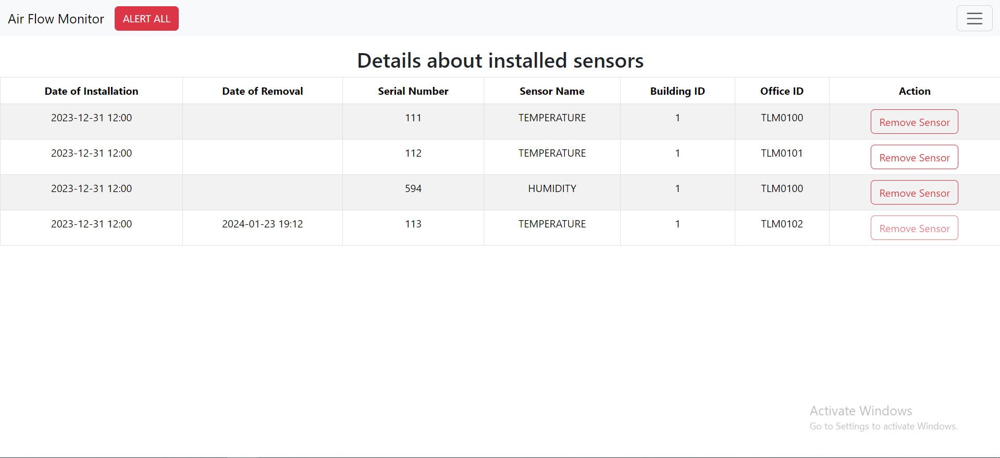 Air Flow Monitor ALERT ALL
Details about installed sensors
Date of Installation Date of Removal Serial Number Sensor Name Building ID Office ID Action
2023-12-31 12:00 111 TEMPERATURE 1 TLM0100 Remove Sensor
2023-12-31 12:00 112 TEMPERATURE 1 TLM0101 Remove Sensor
2023-12-31 12:00 594 HUMIDITY 1 TLM0100 Remove Sensor
2023-12-31 12:00 2024-01-23 19:12 113 TEMPERATURE 1 TLM0102 Remove Sensor
Activate Windows
Go to Settings to activate Windows.